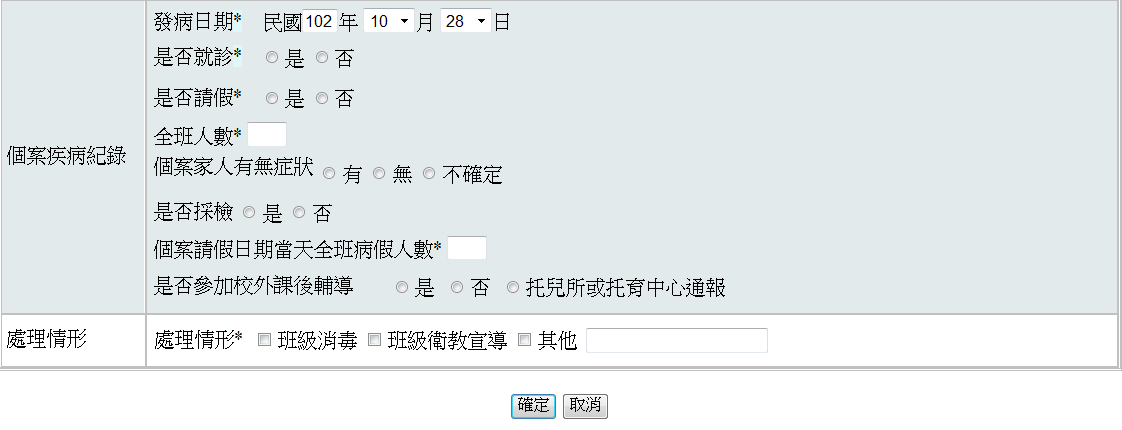 發病日期* 民國102年 10 月 28 日
是否就診* 是 否
是否請假* 是 否
全班人數*
個案疾病紀錄
個案家人有無症狀 有 無 不確定
是否採檢 是 否
個案請假日期當天全班病假人數*
是否參加校外課後輔導 是 否 托兒所或托育中心通報
處理情形 處理情形* 班級消毒 班級衛教宣導 其他
確定 取消